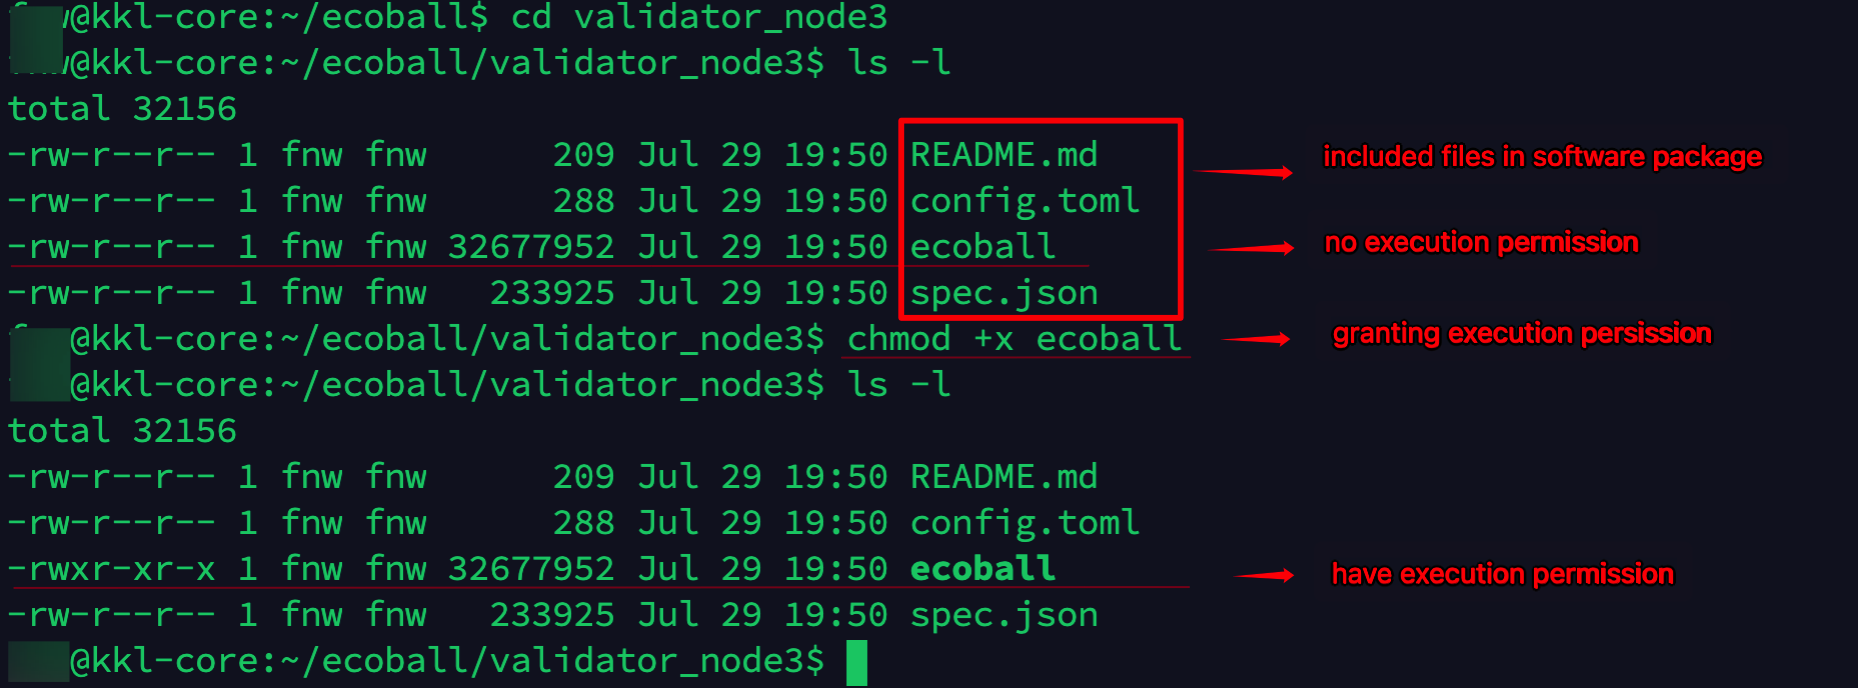 @kkl-core:~/ecoball$ cd validator_node3
@kkl-core:~/ecoball/validator_node3$ ls -l
total 32156
-rw-r--r-- 1 fnw fnw 209 Jul 29 19:50 README.md
included files in software package
-rw-r--r-- 1 fnw fnw 288 Jul 29 19:50 config.toml
-rw-r--r-- 1 fnw fnw 32677952 Jul 29 19:50 ecoball
no execution permission
-rw-r--r-- 1 fnw fnw 233925 Jul 29 19:50 spec.json
@kkl-core:~/ecoball/validator_node3$ chmod +x ecoball
granting execution persission
@kkl-core:~/ecoball/validator_node3$ ls -l
total 32156
-rw-r--r-- 1 fnw fnw 209 Jul 29 19:50 README.md
-rw-r--r-- 1 fnw fnw 288 Jul 29 19:50 config.toml
-rwxr-xr-x 1 fnw fnw 32677952 Jul 29 19:50 ecoball
have execution permission
-rw-r--r-- 1 fnw fnw 233925 Jul 29 19:50 spec.json
@kkl-core:~/ecoball/validator_node3$